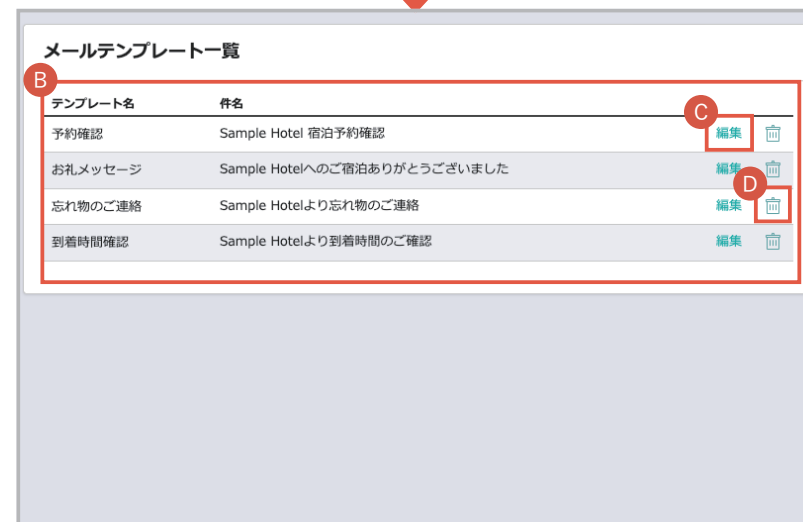 メールテンプレート一覧
B
テンプレート名 件名
C
予約確認 Sample Hotel 宿泊予約確認 編集
お礼メッセージ Sample Hotelへのご宿泊ありがとうございました 編集
D
忘れ物のご連絡 Sample Hotelより忘れ物のご連絡 編集
到着時間確認 Sample Hotelより到着時間のご確認 編集